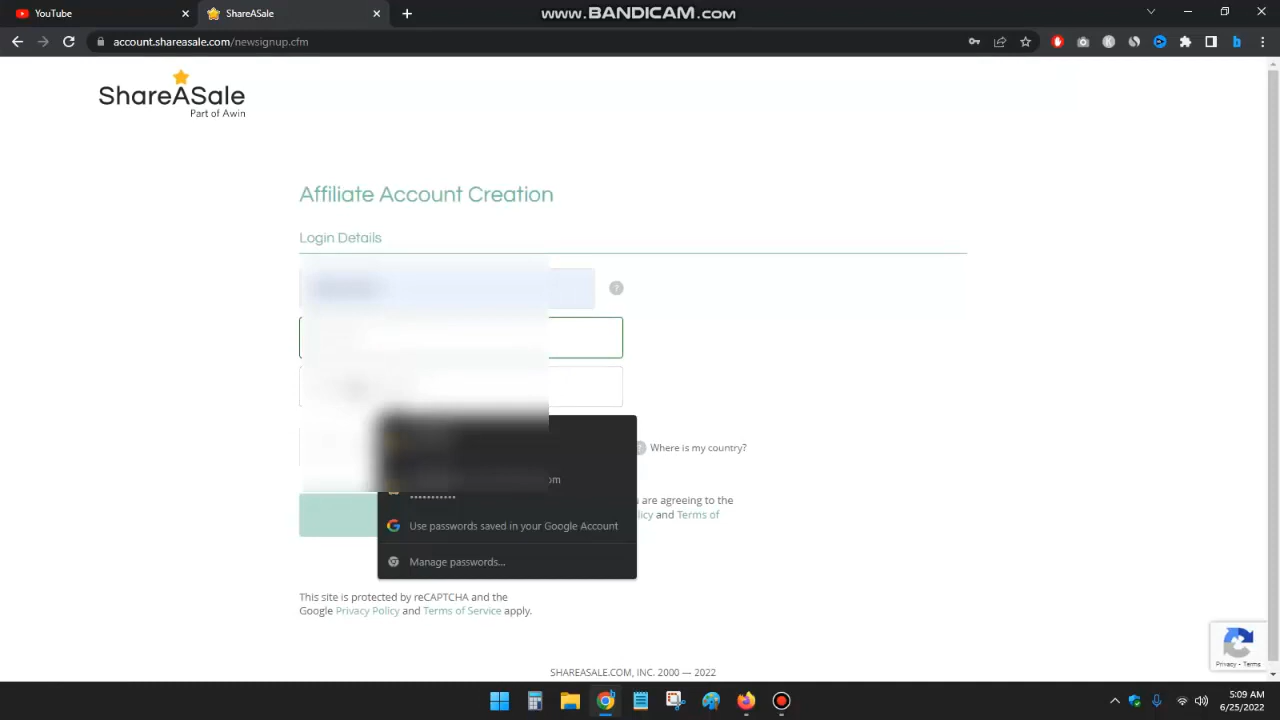 YouTube
ShareASale
www.BANDICAM.com
account.shareasale.com/newsignup.cfm
ShareASale
Part of Awin
Affiliate Account Creation
Login Details
?
? Where is my country?
om
•••••••••••
are agreeing to the
and Terms of
Use passwords saved in your Google Account
Manage passwords...
This site is protected by reCAPTCHA and the
Google Privacy Policy and Terms of Service apply.
Privacy - Terms
SHAREASALE.COM, INC. 2000 — 2022
5:09 AM
6/25/2022